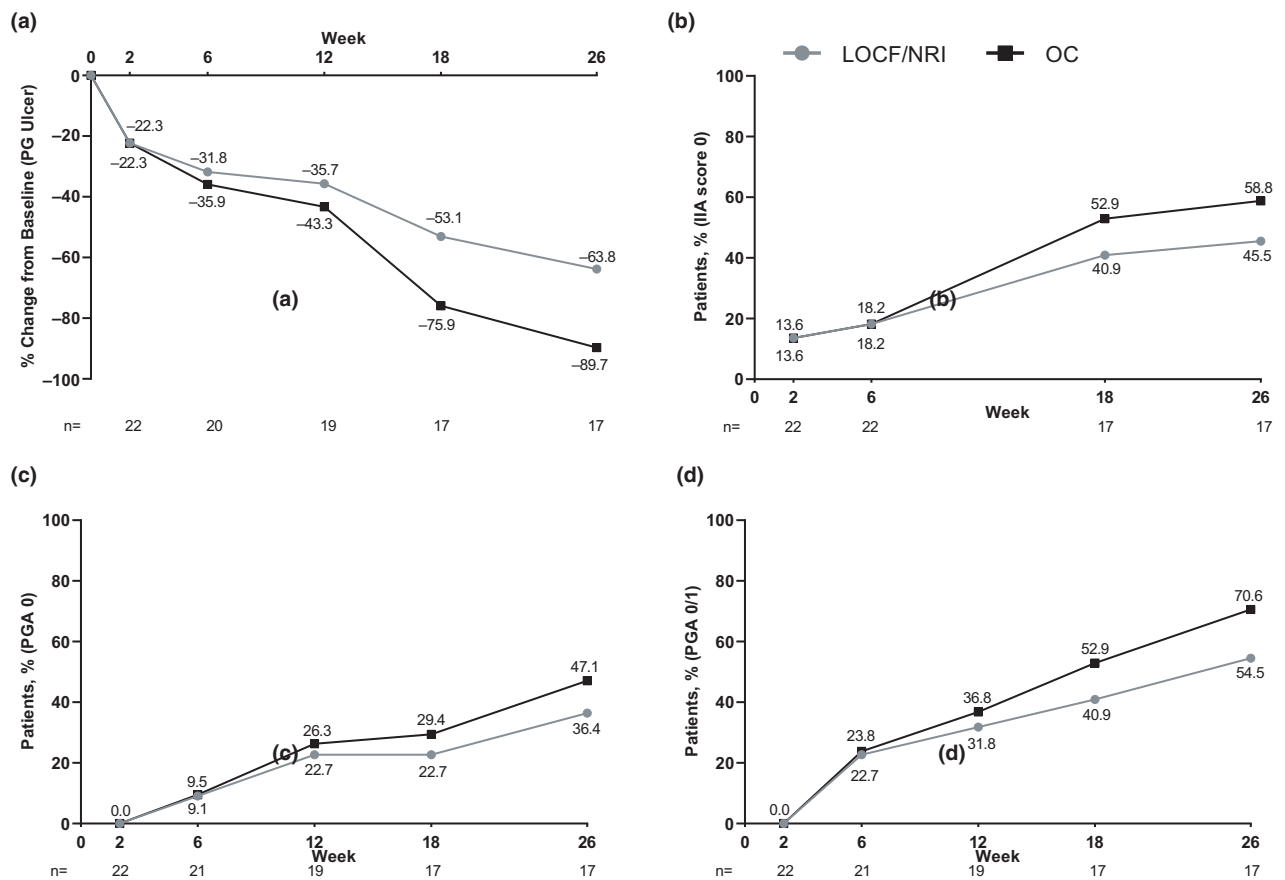 (a)
Week
0 2 6 12 18 26
% Change from Baseline (PG Ulcer)
0
–20
–40
–60
–80
–100
–22.3
–31.8
–35.7
–53.1
–63.8
–22.3
–35.9
–43.3
–75.9
–89.7
(a)
n= 22 20 19 17 17
(b)
LOCF/NRI OC
Patients, % (IIA score 0)
100
80
60
40
20
0
13.6
18.2
52.9
58.8
13.6
18.2
40.9
45.5
(b)
0 2 6 18 26
Week
n= 22 22 17 17
(c)
Patients, % (PGA 0)
100
80
60
40
20
0
0.0
9.5
26.3
29.4
47.1
9.1
22.7
22.7
36.4
(c)
0 2 6 12 18 26
Week
n= 22 21 19 17 17
(d)
Patients, % (PGA 0/1)
100
80
60
40
20
0
0.0
23.8
36.8
52.9
70.6
22.7
31.8
40.9
54.5
(d)
0 2 6 12 18 26
Week
n= 22 21 19 17 17